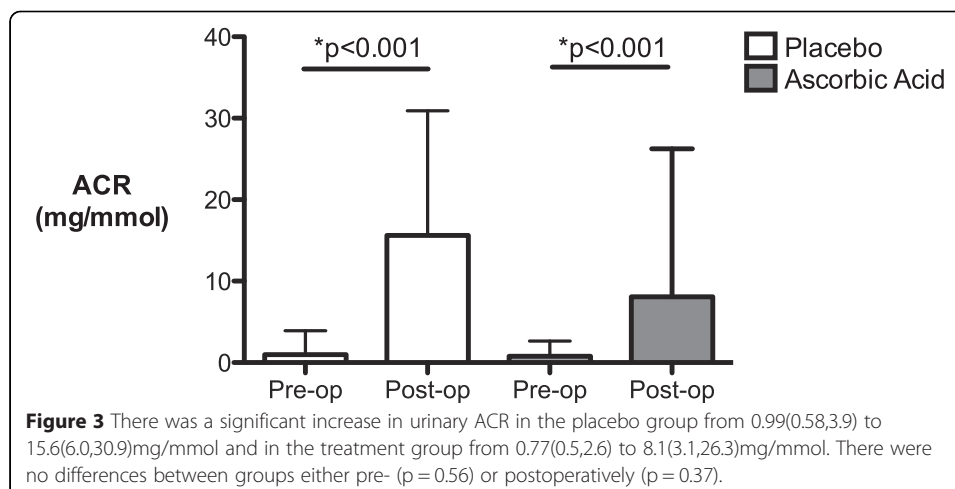 40
*p<0.001
*p<0.001
Placebo
Ascorbic Acid
30
ACR
(mg/mmol)
20
10
0
Pre-op
Post-op
Pre-op
Post-op
Figure 3 There was a significant increase in urinary ACR in the placebo group from 0.99(0.58,3.9) to
15.6(6.0,30.9)mg/mmol and in the treatment group from 0.77(0.5,2.6) to 8.1(3.1,26.3)mg/mmol. There were
no differences between groups either pre- (p = 0.56) or postoperatively (p = 0.37).